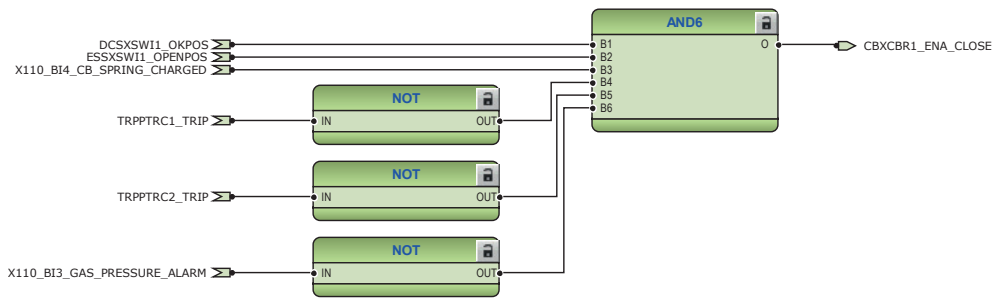 AND6
DCSXSWI1_OKPOS
B1
O
CBXCBR1_ENA_CLOSE
ESSXSWI1_OPENPOS
B2
X110_BI4_CB_SPRING_CHARGED
B3
B4
B5
B6
NOT
TRPPTRC1_TRIP
IN
OUT
NOT
TRPPTRC2_TRIP
IN
OUT
NOT
X110_BI3_GAS_PRESSURE_ALARM
IN
OUT